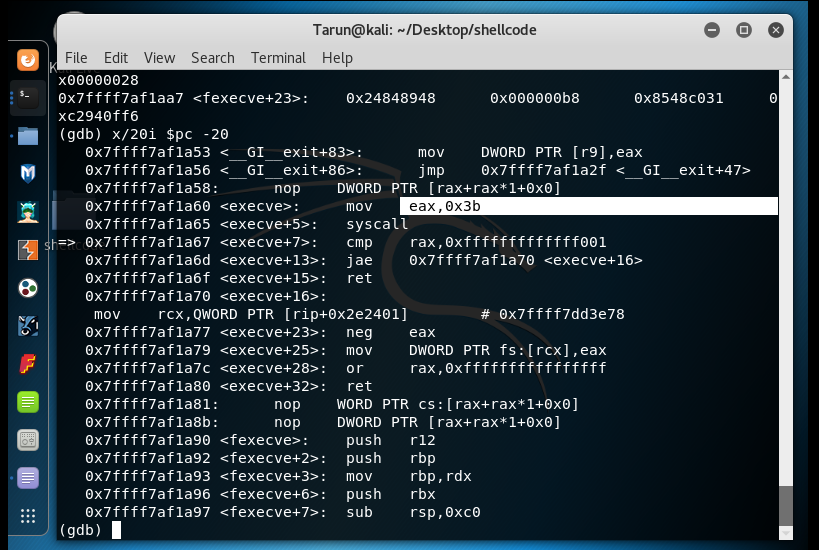 Tarun@kali: ~/Desktop/shellcode
File Edit View Search Terminal Help
x00000028
0x7ffff7af1aa7 <fexecve+23>: 0x24848948 0x000000b8 0x8548c031 0
xc2940ff6
(gdb) x/20i $pc -20
0x7ffff7af1a53 <__GI__exit+83>: mov DWORD PTR [r9],eax
0x7ffff7af1a56 <__GI__exit+86>: jmp 0x7ffff7af1a2f <__GI__exit+47>
0x7ffff7af1a58: nop DWORD PTR [rax+rax*1+0x0]
0x7ffff7af1a60 <execve>: mov eax,0x3b
0x7ffff7af1a65 <execve+5>: syscall
=> 0x7ffff7af1a67 <execve+7>: cmp rax,0xfffffffffffff001
0x7ffff7af1a6d <execve+13>: jae 0x7ffff7af1a70 <execve+16>
0x7ffff7af1a6f <execve+15>: ret
0x7ffff7af1a70 <execve+16>:
mov rcx,QWORD PTR [rip+0x2e2401] # 0x7ffff7dd3e78
0x7ffff7af1a77 <execve+23>: neg eax
0x7ffff7af1a79 <execve+25>: mov DWORD PTR fs:[rcx],eax
0x7ffff7af1a7c <execve+28>: or rax,0xffffffffffffffff
0x7ffff7af1a80 <execve+32>: ret
0x7ffff7af1a81: nop WORD PTR cs:[rax+rax*1+0x0]
0x7ffff7af1a8b: nop DWORD PTR [rax+rax*1+0x0]
0x7ffff7af1a90 <fexecve>: push r12
0x7ffff7af1a92 <fexecve+2>: push rbp
0x7ffff7af1a93 <fexecve+3>: mov rbp,rdx
0x7ffff7af1a96 <fexecve+6>: push rbx
0x7ffff7af1a97 <fexecve+7>: sub rsp,0xc0
(gdb)